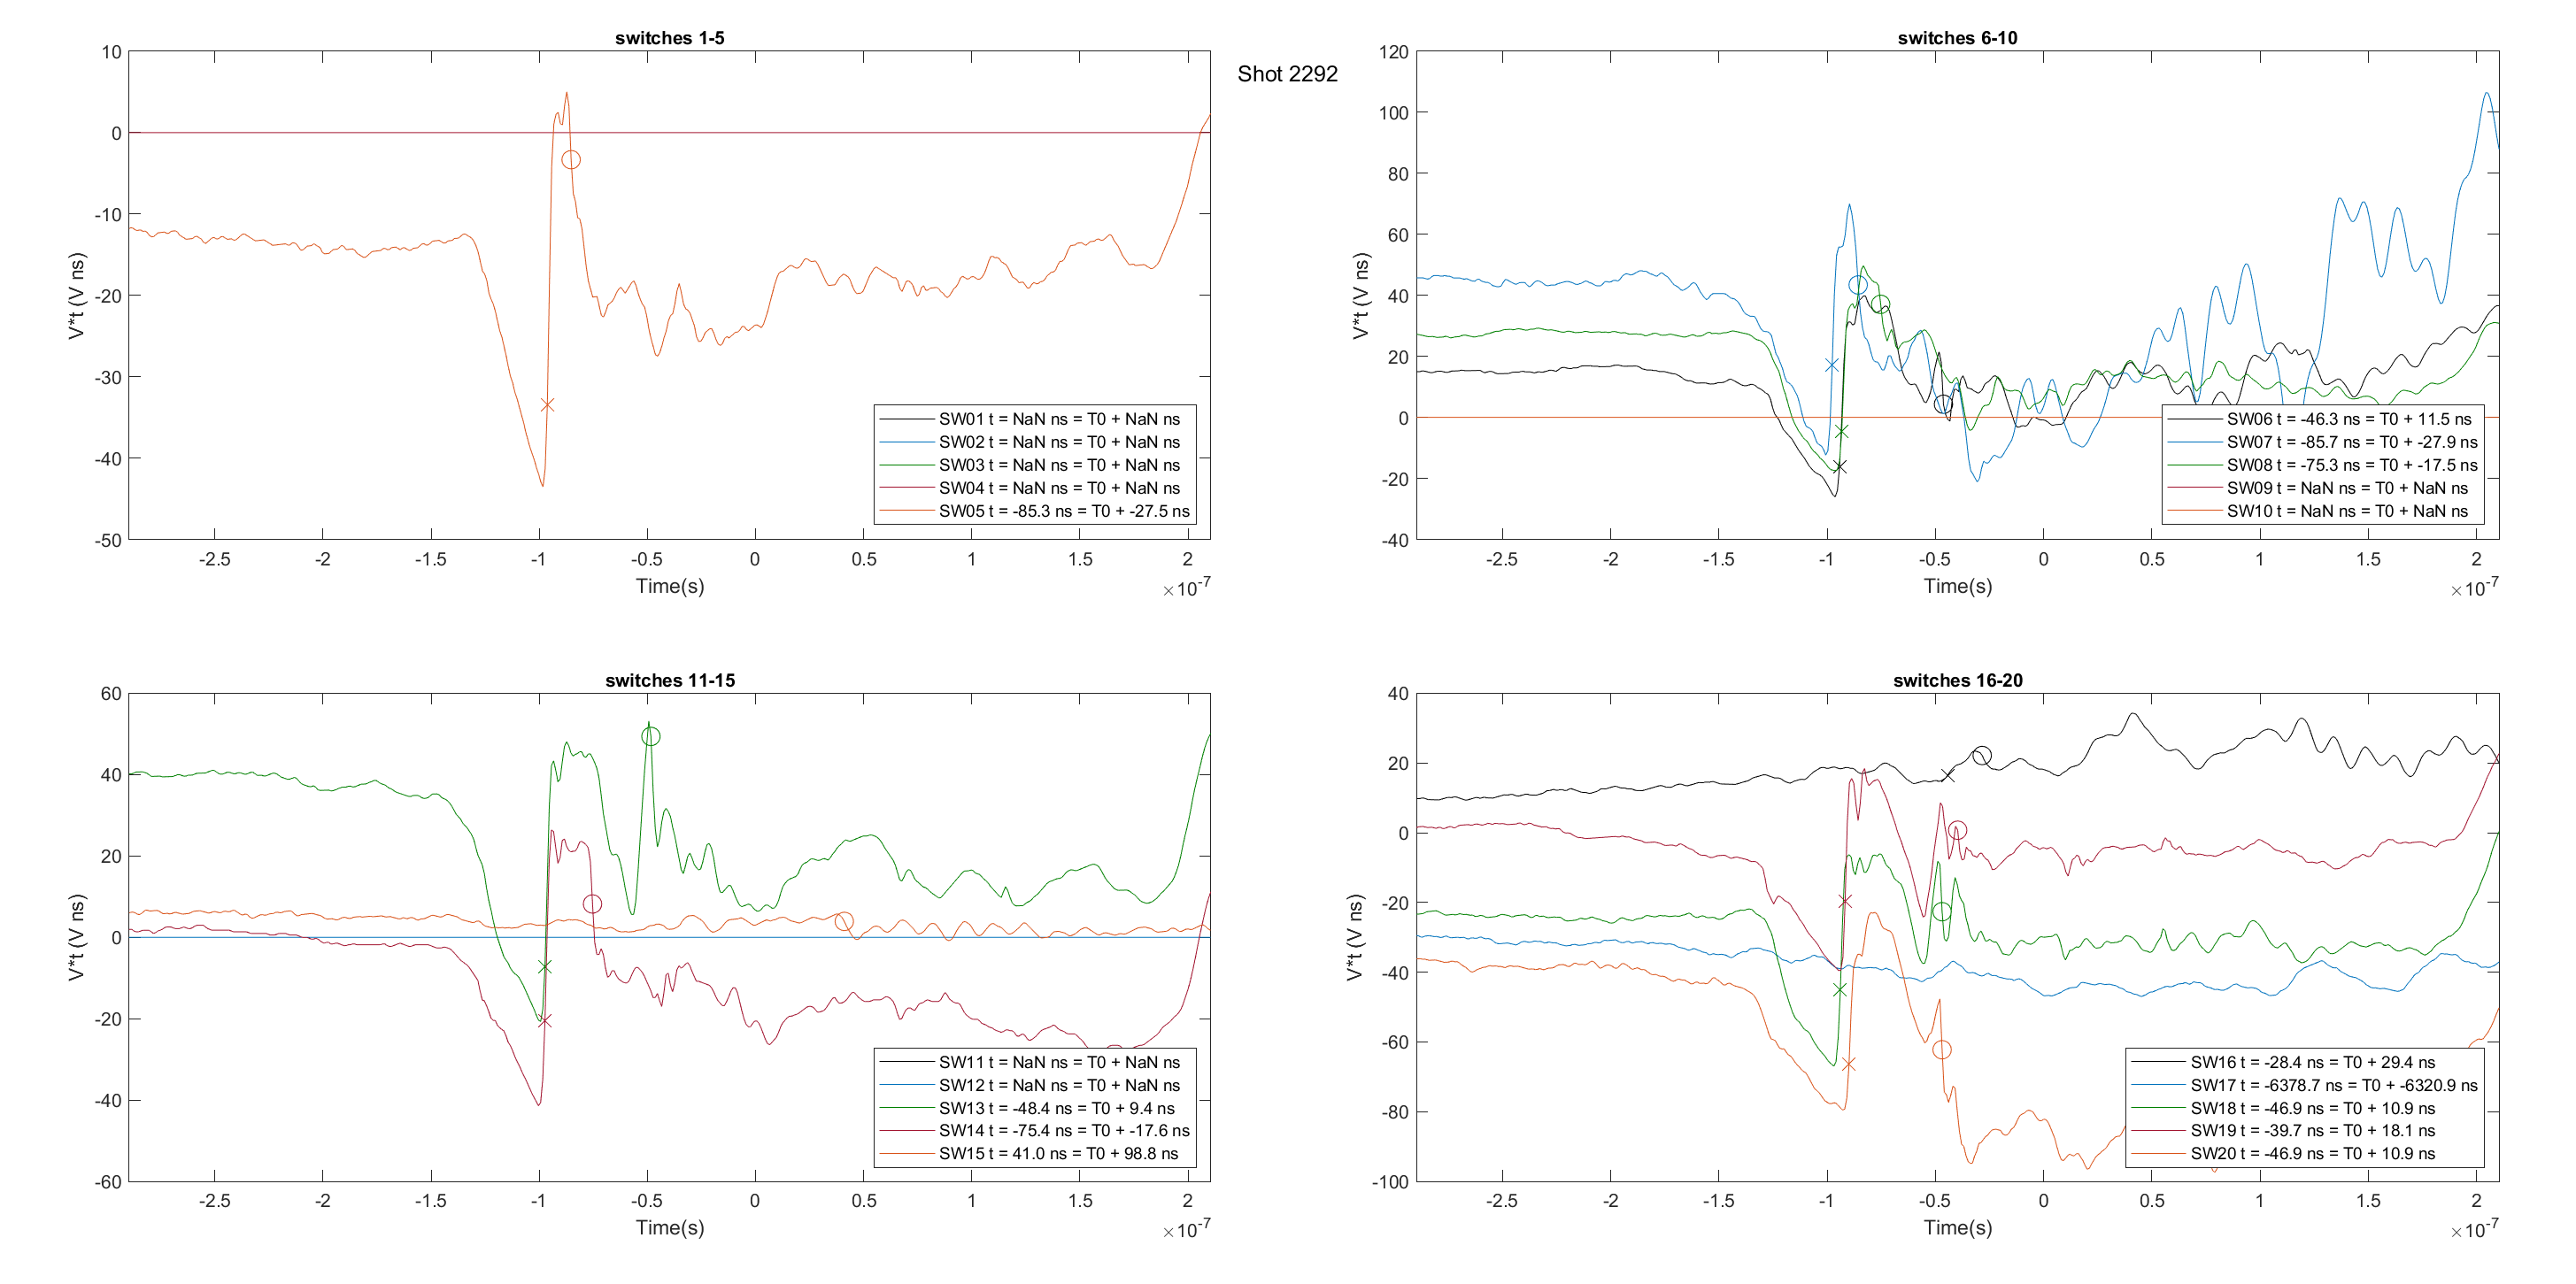 Shot 2292
switches 1-5
10
0
-10
-20
-30
-40
-50
V*t (V ns)
SW01 t = NaN ns = T0 + NaN ns
SW02 t = NaN ns = T0 + NaN ns
SW03 t = NaN ns = T0 + NaN ns
SW04 t = NaN ns = T0 + NaN ns
SW05 t = -85.3 ns = T0 + -27.5 ns
-2.5 -2 -1.5 -1 -0.5 0 0.5 1 1.5 2
Time(s)
×10-7
switches 6-10
120
100
80
60
40
20
0
-20
-40
V*t (V ns)
SW06 t = -46.3 ns = T0 + 11.5 ns
SW07 t = -85.7 ns = T0 + -27.9 ns
SW08 t = -75.3 ns = T0 + -17.5 ns
SW09 t = NaN ns = T0 + NaN ns
SW10 t = NaN ns = T0 + NaN ns
-2.5 -2 -1.5 -1 -0.5 0 0.5 1 1.5 2
Time(s)
×10-7
switches 11-15
60
40
20
0
-20
-40
-60
V*t (V ns)
SW11 t = NaN ns = T0 + NaN ns
SW12 t = NaN ns = T0 + NaN ns
SW13 t = -48.4 ns = T0 + 9.4 ns
SW14 t = -75.4 ns = T0 + -17.6 ns
SW15 t = 41.0 ns = T0 + 98.8 ns
-2.5 -2 -1.5 -1 -0.5 0 0.5 1 1.5 2
Time(s)
×10-7
switches 16-20
40
20
0
-20
-40
-60
-80
-100
V*t (V ns)
SW16 t = -28.4 ns = T0 + 29.4 ns
SW17 t = -6378.7 ns = T0 + -6320.9 ns
SW18 t = -46.9 ns = T0 + 10.9 ns
SW19 t = -39.7 ns = T0 + 18.1 ns
SW20 t = -46.9 ns = T0 + 10.9 ns
-2.5 -2 -1.5 -1 -0.5 0 0.5 1 1.5 2
Time(s)
×10-7